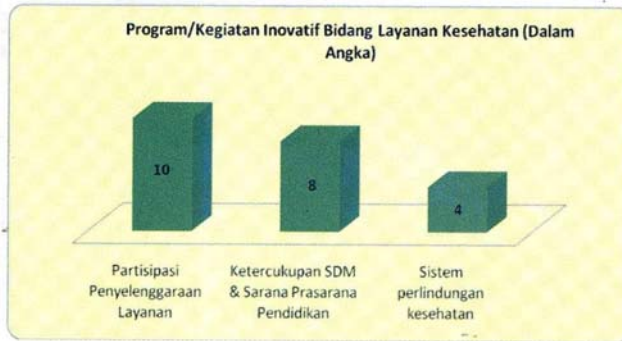 Program/Kegiatan Inovatif Bidang Layanan Kesehatan (Dalam
Angka)
10
8
4
Partisipasi
Penyelenggaraan
Layanan
Ketercukupan SDM
& Sarana Prasarana
Pendidikan
Sistem
perlindungan
kesehatan